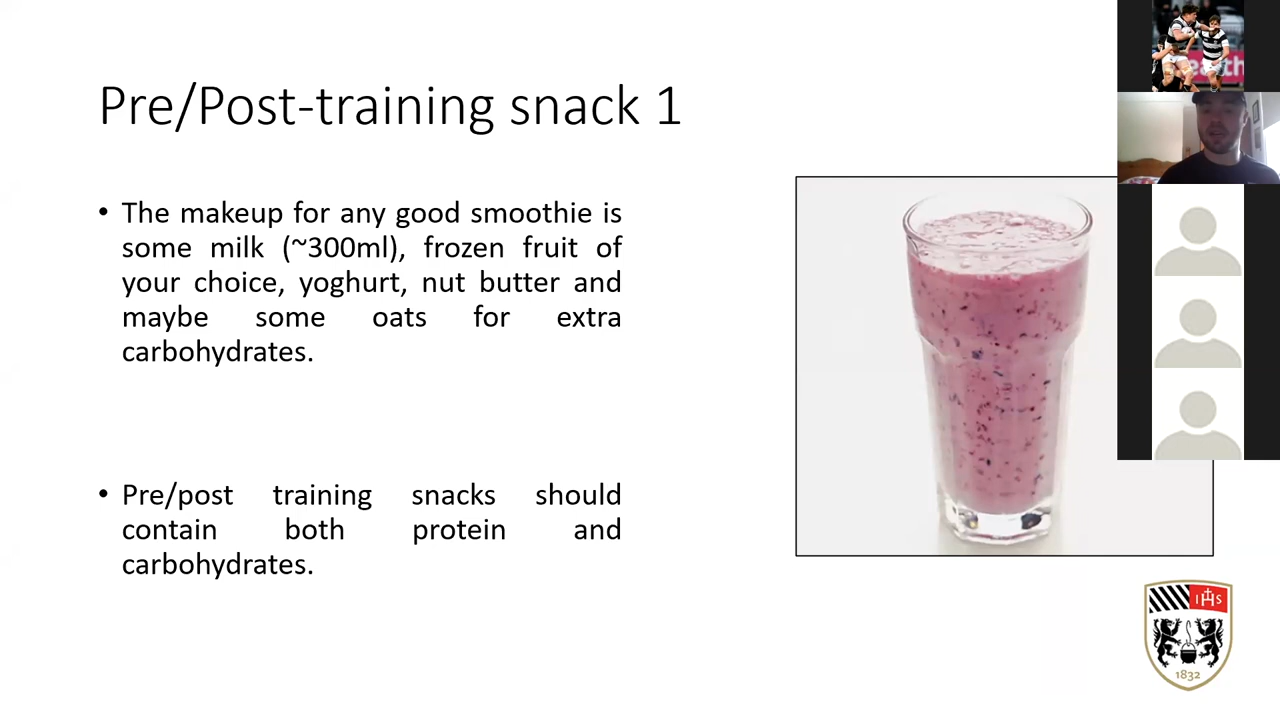 Pre/Post-training snack 1
• The makeup for any good smoothie is
some milk (~300ml), frozen fruit of
your choice, yoghurt, nut butter and
maybe some oats for extra
carbohydrates.
• Pre/post training snacks should
contain both protein and
carbohydrates.
IHS
1832